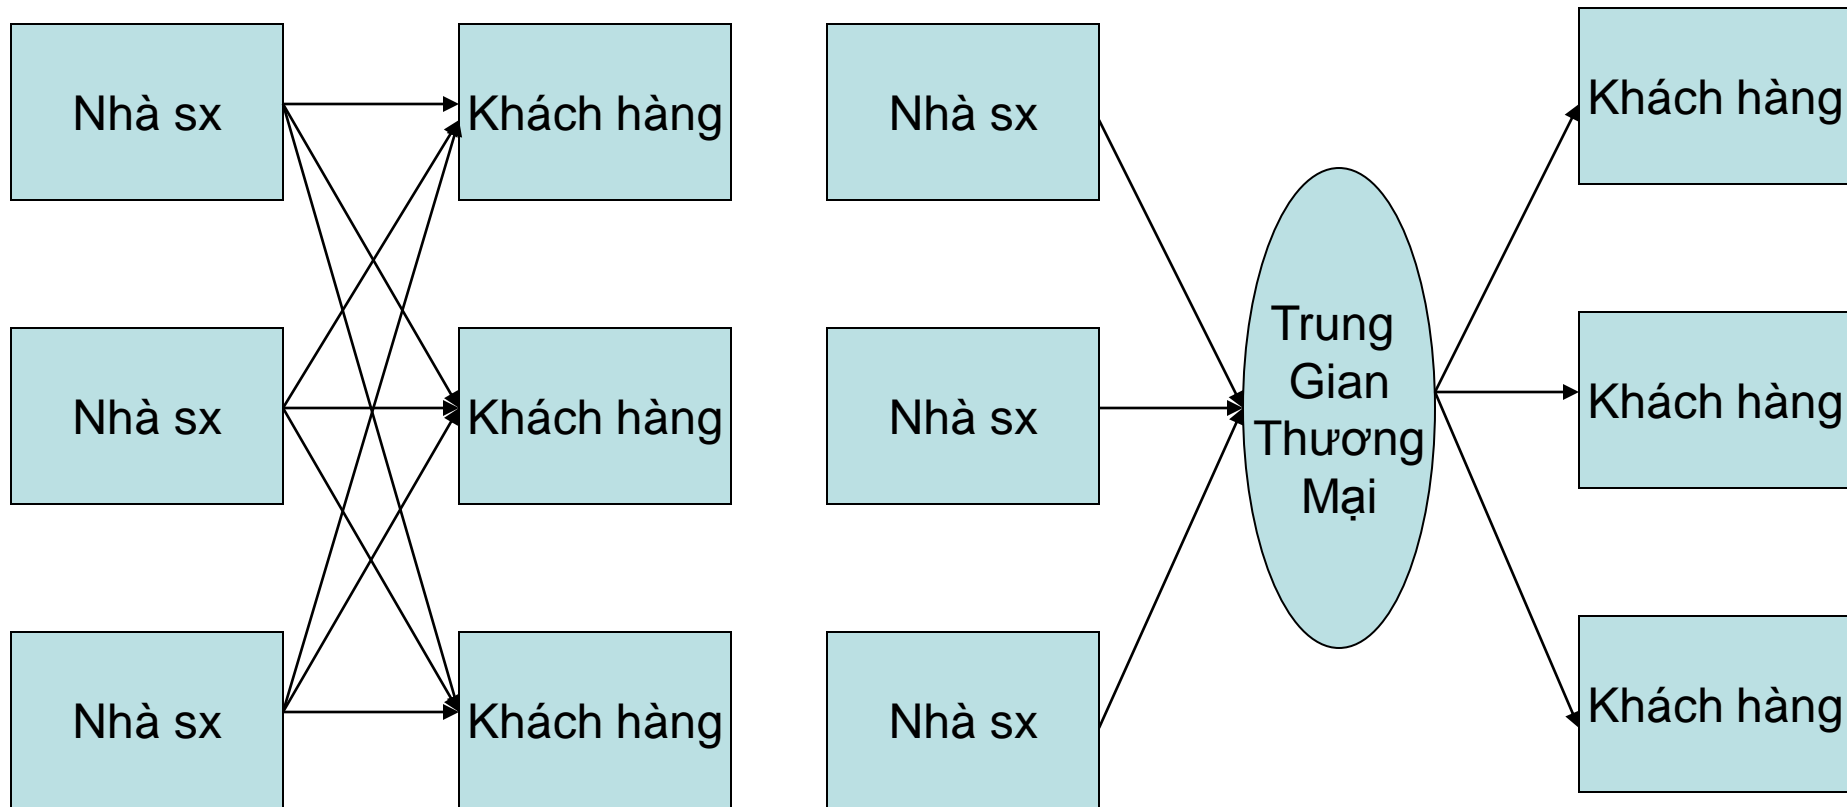 Nhà sx
Khách hàng
Nhà sx
Khách hàng
Nhà sx
Khách hàng
Nhà sx
Nhà sx
Nhà sx
Trung
Gian
Thương
Mại
Khách hàng
Khách hàng
Khách hàng